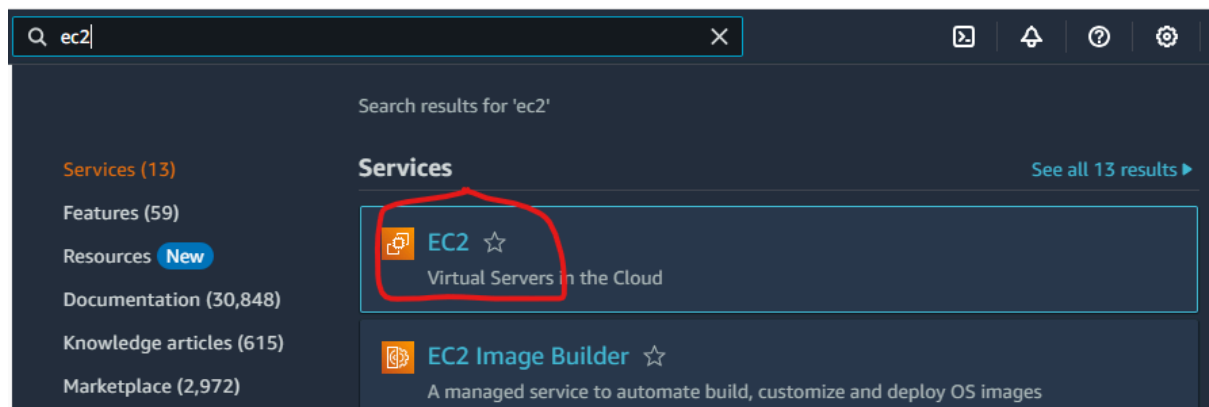 ec2
Search results for 'ec2'
Services (13)
Features (59)
Resources New
Documentation (30,848)
Knowledge articles (615)
Marketplace (2,972)
Services
See all 13 results
EC2
Virtual Servers in the Cloud
EC2 Image Builder
A managed service to automate build, customize and deploy OS images